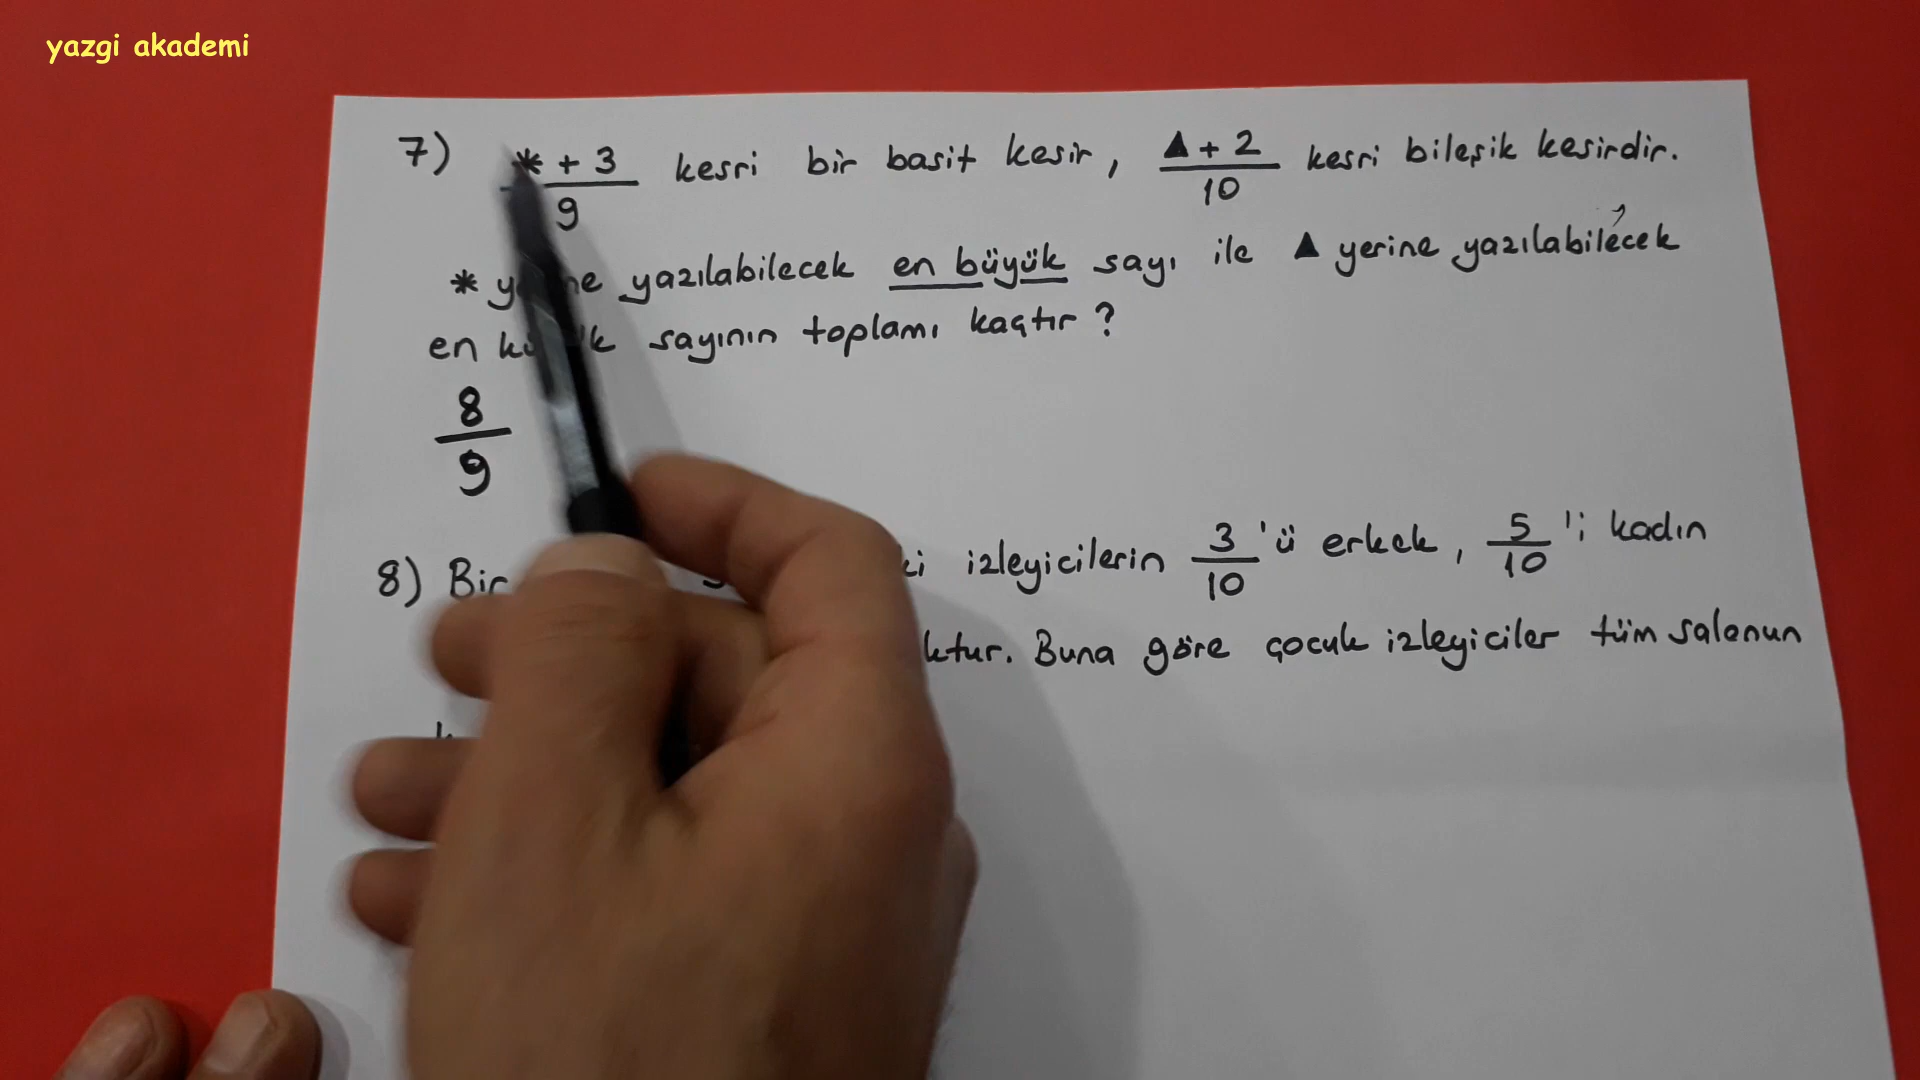 yazgi akademi
7) * + 3 / 9 kesri bir basit kesir, ▲ + 2 / 10 kesri bileşik kesirdir.
* yazılabilecek en büyük sayı ile ▲ yerine yazılabilecek
en sayının toplamı kaçtır ?
8 / 9
8) Bir izleyicilerin 3 / 10 'ü erkek, 5 / 10 'i kadın
Buna göre çocuk izleyiciler tüm salonun